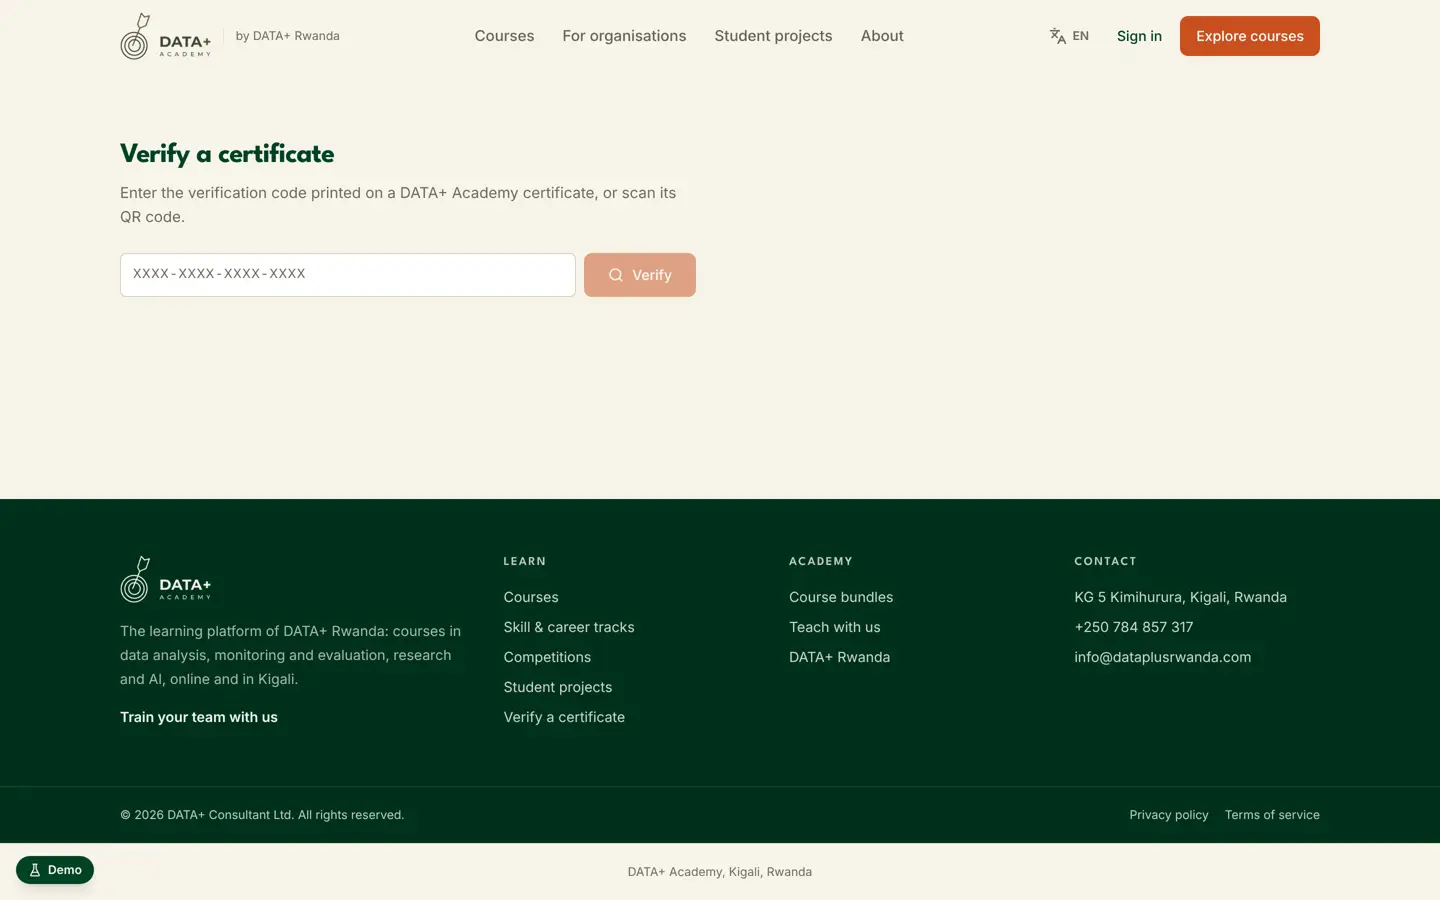 DATA+
ACADEMY
by DATA+ Rwanda
Courses
For organisations
Student projects
About
EN
Sign in
Explore courses
Verify a certificate
Enter the verification code printed on a DATA+ Academy certificate, or scan its
QR code.
XXXX-XXXX-XXXX-XXXX
Verify
DATA+
ACADEMY
The learning platform of DATA+ Rwanda: courses in
data analysis, monitoring and evaluation, research
and AI, online and in Kigali.
Train your team with us
LEARN
Courses
Skill & career tracks
Competitions
Student projects
Verify a certificate
ACADEMY
Course bundles
Teach with us
DATA+ Rwanda
CONTACT
KG 5 Kimihurura, Kigali, Rwanda
+250 784 857 317
info@dataplusrwanda.com
© 2026 DATA+ Consultant Ltd. All rights reserved.
Privacy policy
Terms of service
Demo
DATA+ Academy, Kigali, Rwanda